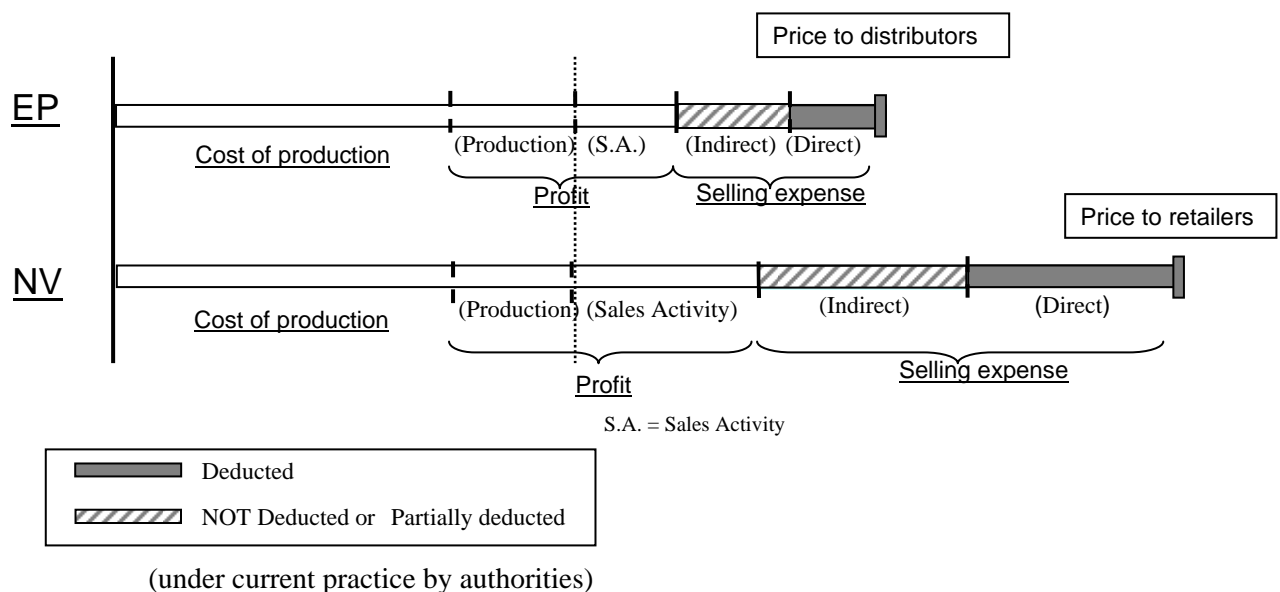 Price to distributors
EP
(Production) (S.A.) (Indirect) (Direct)
Cost of production
Profit
Selling expense
Price to retailers
NV
(Production) (Sales Activity) (Indirect) (Direct)
Cost of production
Profit
Selling expense
S.A. = Sales Activity
Deducted
NOT Deducted or Partially deducted
(under current practice by authorities)